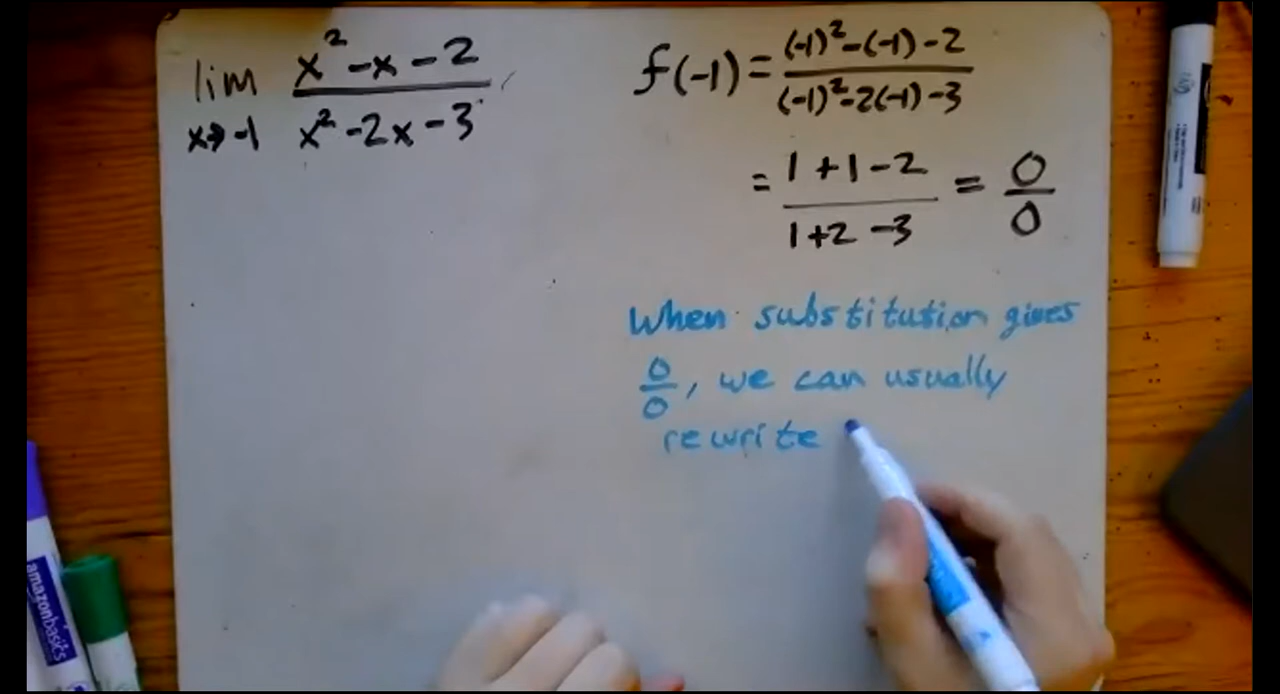 lim x→-1 (x² - x - 2)/(x² - 2x - 3)
f(-1) = ((-1)² - (-1) - 2)/((-1)² - 2(-1) - 3)
= (1 + 1 - 2)/(1 + 2 - 3) = 0/0
When substitution gives
0/0, we can usually
rewrite
amazonbasics